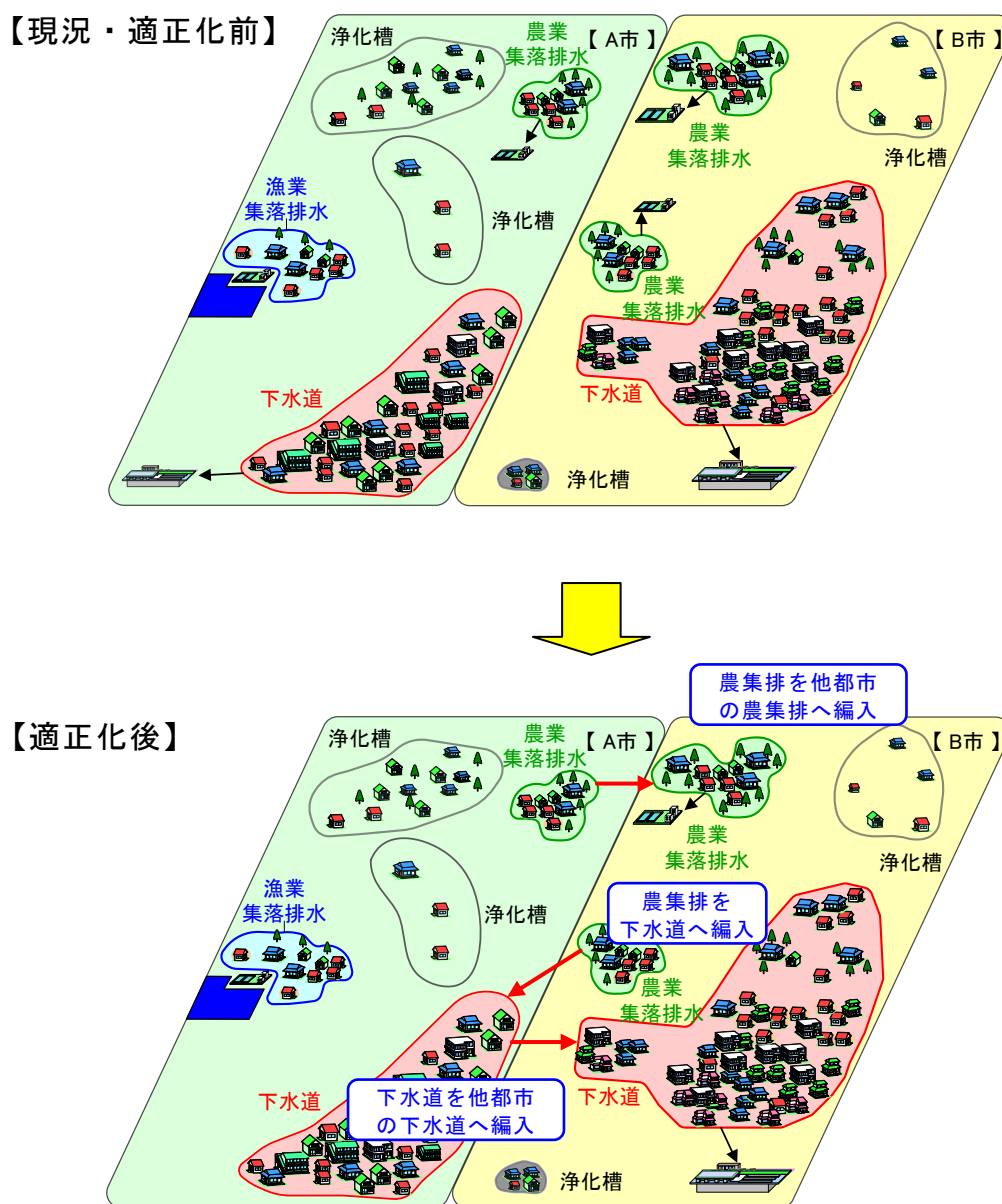 【現況・適正化前】
浄化槽
農業
集落排水
【 A市 】
【 B市 】
農業
集落排水
浄化槽
漁業
集落排水
浄化槽
農業
集落排水
下水道
下水道
浄化槽
農集排を他都市
の農集排へ編入
【適正化後】
浄化槽
農業
集落排水
【 A市 】
【 B市 】
農業
集落排水
浄化槽
漁業
集落排水
浄化槽
農集排を
下水道へ編入
農業
集落排水
下水道
下水道を他都市
の下水道へ編入
下水道
浄化槽